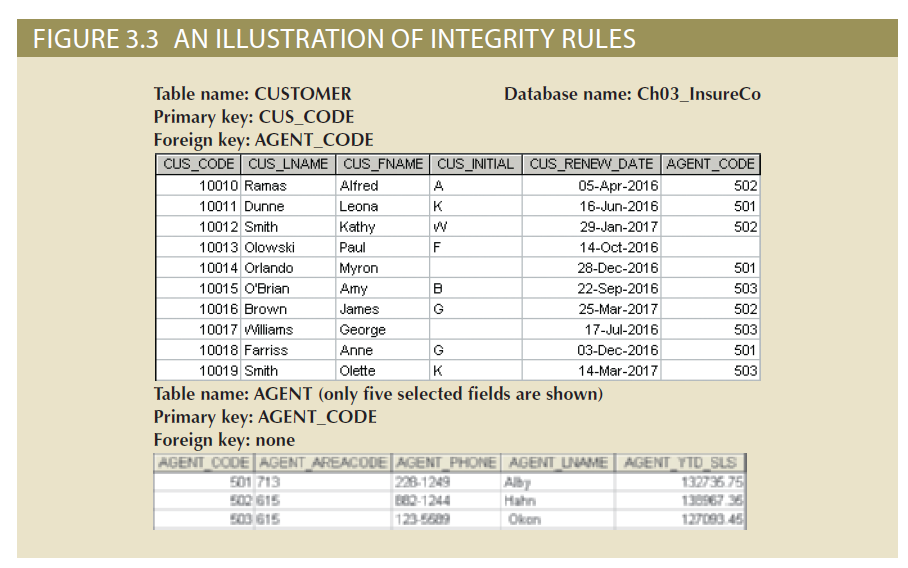 FIGURE 3.3 AN ILLUSTRATION OF INTEGRITY RULES
Table name: CUSTOMER Database name: Ch03_InsureCo
Primary key: CUS_CODE
Foreign key: AGENT_CODE
CUS_CODE CUS_LNAME CUS_FNAME CUS_INITIAL CUS_RENEW_DATE AGENT_CODE
10010 Ramas Alfred A 05-Apr-2016 502
10011 Dunne Leona K 16-Jun-2016 501
10012 Smith Kathy W 29-Jan-2017 502
10013 Olowski Paul F 14-Oct-2016
10014 Orlando Myron 28-Dec-2016 501
10015 O'Brian Amy B 22-Sep-2016 503
10016 Brown James G 25-Mar-2017 502
10017 Williams George 17-Jul-2016 503
10018 Farriss Anne G 03-Dec-2016 501
10019 Smith Olette K 14-Mar-2017 503
Table name: AGENT (only five selected fields are shown)
Primary key: AGENT_CODE
Foreign key: none
AGENT_CODE AGENT_AREACODE AGENT_PHONE AGENT_LNAME AGENT_YTD_SLS
501 713 228-1249 Alby 132735.75
502 615 882-1244 Hahn 138967.35
503 615 123-5589 Okon 127093.45